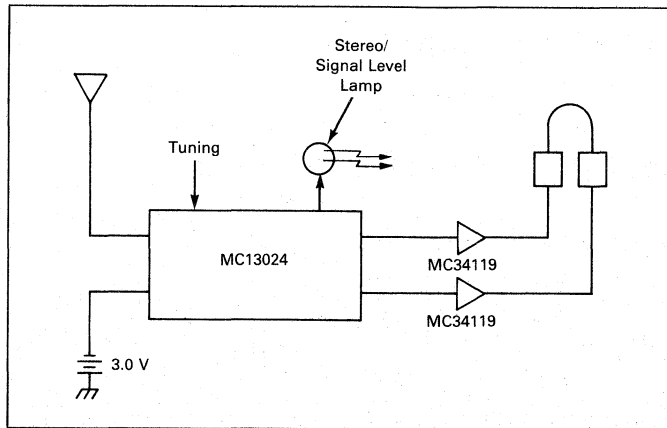 Stereo/
Signal Level
Lamp
Tuning
MC13024
MC34119
MC34119
3.0 V